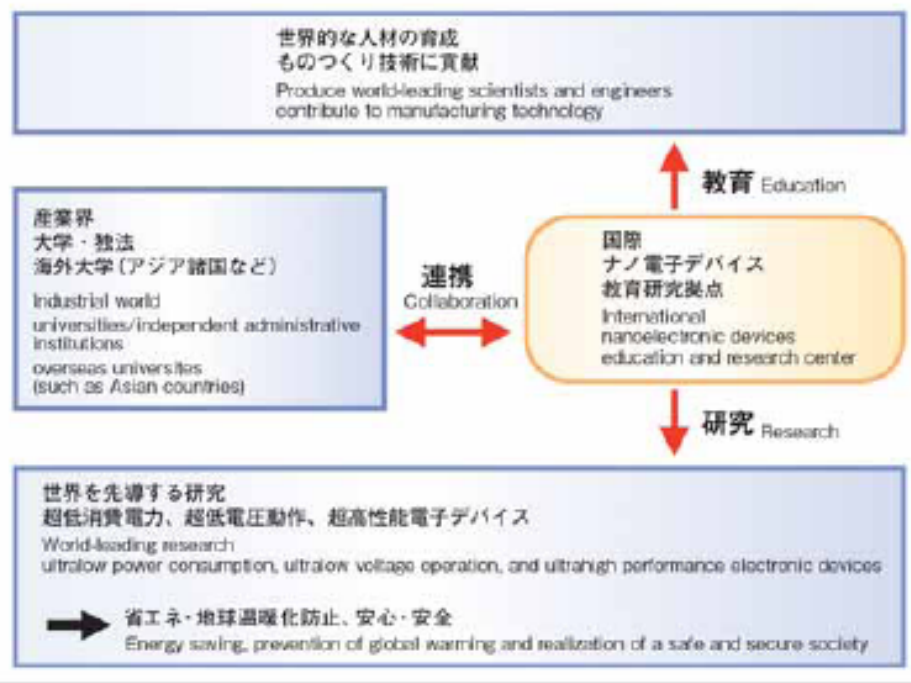 世界的な人材の育成
ものつくり技術に貢献
Produce world-leading scientists and engineers
contribute to manufacturing technology
教育 Education
産業界
大学・独法
海外大学(アジア諸国など)
Industrial world
universities/independent administrative
institutions
overseas universites
(such as Asian countries)
連携
Collaboration
国際
ナノ電子デバイス
教育研究拠点
International
nanoelectronic devices
education and research center
研究 Research
世界を先導する研究
超低消費電力、超低電圧動作、超高性能電子デバイス
World-leading research
ultralow power consumption, ultralow voltage operation, and ultrahigh performance electronic devices
省エネ・地球温暖化防止、安心・安全
Energy saving, prevention of global warming and realization of a safe and secure society